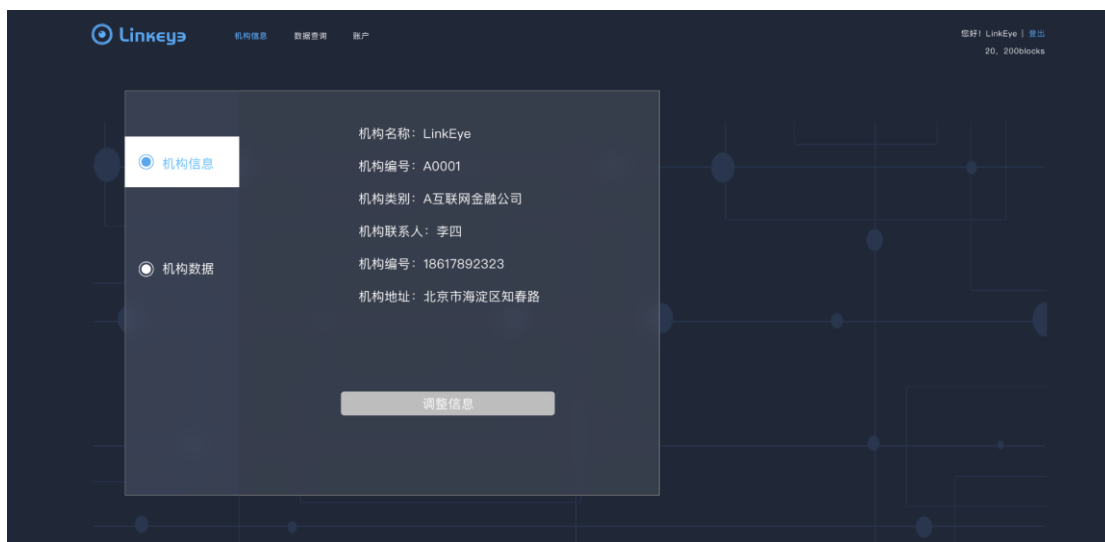 Linkeye
机构信息 数据查询 账户
您好! LinkEye | 登出
20, 200blocks
机构信息
机构数据
机构名称: LinkEye
机构编号: A0001
机构类别: A互联网金融公司
机构联系人: 李四
机构编号: 18617892323
机构地址: 北京市海淀区知春路
调整信息